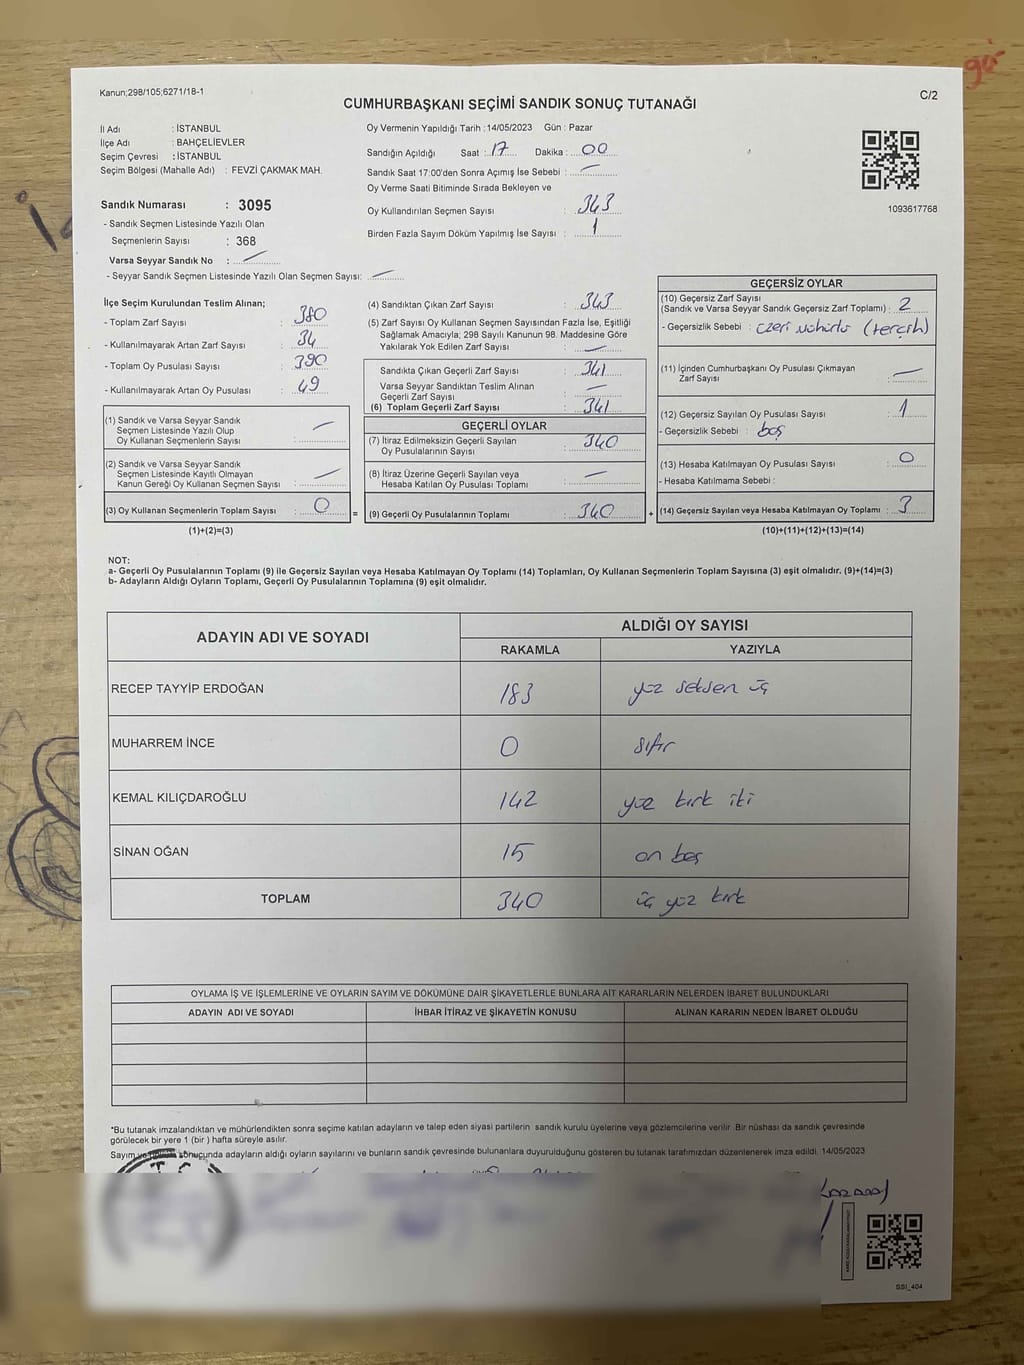 Kanun;298/105;6271/18-1
CUMHURBAŞKANI SEÇİMİ SANDIK SONUÇ TUTANAĞI
C/2
İl Adı : İSTANBUL
İlçe Adı : BAHÇELİEVLER
Seçim Çevresi : İSTANBUL
Seçim Bölgesi (Mahalle Adı) : FEVZİ ÇAKMAK MAH.
Sandık Numarası : 3095
- Sandık Seçmen Listesinde Yazılı Olan
Seçmenlerin Sayısı : 368
Varsa Seyyar Sandık No :
- Seyyar Sandık Seçmen Listesinde Yazılı Olan Seçmen Sayısı:
Oy Vermenin Yapıldığı Tarih : 14/05/2023 Gün : Pazar
Sandığın Açıldığı Saat : 17 Dakika : 00
Sandık Saat 17:00'den Sonra Açımış İse Sebebi :
Oy Verme Saati Bitiminde Sırada Bekleyen ve
Oy Kullandırılan Seçmen Sayısı : 343
Birden Fazla Sayım Döküm Yapılmış İse Sayısı : 1
1093617768
İlçe Seçim Kurulundan Teslim Alınan;
- Toplam Zarf Sayısı : 380
- Kullanılmayarak Artan Zarf Sayısı : 34
- Toplam Oy Pusulası Sayısı : 390
- Kullanılmayarak Artan Oy Pusulası : 49
(1) Sandık ve Varsa Seyyar Sandık
Seçmen Listesinde Yazılı Olup
Oy Kullanan Seçmenlerin Sayısı :
(2) Sandık ve Varsa Seyyar Sandık
Seçmen Listesinde Kayıtlı Olmayan
Kanun Gereği Oy Kullanan Seçmen Sayısı :
(3) Oy Kullanan Seçmenlerin Toplam Sayısı : 0
(1)+(2)=(3)
=
(4) Sandıktan Çıkan Zarf Sayısı : 343
(5) Zarf Sayısı Oy Kullanan Seçmen Sayısından Fazla İse, Eşitliği
Sağlamak Amacıyla; 298 Sayılı Kanunun 98. Maddesine Göre
Yakılarak Yok Edilen Zarf Sayısı :
Sandıkta Çıkan Geçerli Zarf Sayısı : 341
Varsa Seyyar Sandıktan Teslim Alınan
Geçerli Zarf Sayısı :
(6) Toplam Geçerli Zarf Sayısı : 341
GEÇERLİ OYLAR
(7) İtiraz Edilmeksizin Geçerli Sayılan
Oy Pusulalarının Sayısı : 340
(8) İtiraz Üzerine Geçerli Sayılan veya
Hesaba Katılan Oy Pusulası Toplamı :
(9) Geçerli Oy Pusulalarının Toplamı : 340
+
GEÇERSİZ OYLAR
(10) Geçersiz Zarf Sayısı
(Sandık ve Varsa Seyyar Sandık Geçersiz Zarf Toplamı) : 2
- Geçersizlik Sebebi : üzeri mühürlü (tercih)
(11) İçinden Cumhurbaşkanı Oy Pusulası Çıkmayan
Zarf Sayısı :
(12) Geçersiz Sayılan Oy Pusulası Sayısı : 1
- Geçersizlik Sebebi : boş
(13) Hesaba Katılmayan Oy Pusulası Sayısı : 0
- Hesaba Katılmama Sebebi :
(14) Geçersiz Sayılan veya Hesaba Katılmayan Oy Toplamı : 3
(10)+(11)+(12)+(13)=(14)
NOT:
a- Geçerli Oy Pusulalarının Toplamı (9) ile Geçersiz Sayılan veya Hesaba Katılmayan Oy Toplamı (14) Toplamları, Oy Kullanan Seçmenlerin Toplam Sayısına (3) eşit olmalıdır. (9)+(14)=(3)
b- Adayların Aldığı Oyların Toplamı, Geçerli Oy Pusulalarının Toplamına (9) eşit olmalıdır.
ADAYIN ADI VE SOYADI
ALDIĞI OY SAYISI
RAKAMLA YAZIYLA
RECEP TAYYİP ERDOĞAN 183 yüz seksen üç
MUHARREM İNCE 0 sıfır
KEMAL KILIÇDAROĞLU 142 yüz kırk iki
SİNAN OĞAN 15 on beş
TOPLAM 340 üç yüz kırk
OYLAMA İŞ VE İŞLEMLERİNE VE OYLARIN SAYIM VE DÖKÜMÜNE DAİR ŞİKAYETLERLE BUNLARA AİT KARARLARIN NELERDEN İBARET BULUNDUKLARI
ADAYIN ADI VE SOYADI İHBAR İTİRAZ VE ŞİKAYETİN KONUSU ALINAN KARARIN NEDEN İBARET OLDUĞU
*Bu tutanak imzalandıktan ve mühürlendikten sonra seçime katılan adayların ve talep eden siyasi partilerin sandık kurulu üyelerine veya gözlemcilerine verilir. Bir nüshası da sandık çevresinde
görülecek bir yere 1 (bir ) hafta süreyle asılır.
sonucunda adayların aldığı oyların sayılarını ve bunların sandık çevresinde bulunanlara duyurulduğunu gösteren bu tutanak tarafımızdan düzenlenerek imza edildi. 14/05/2023
T C
SSI_404